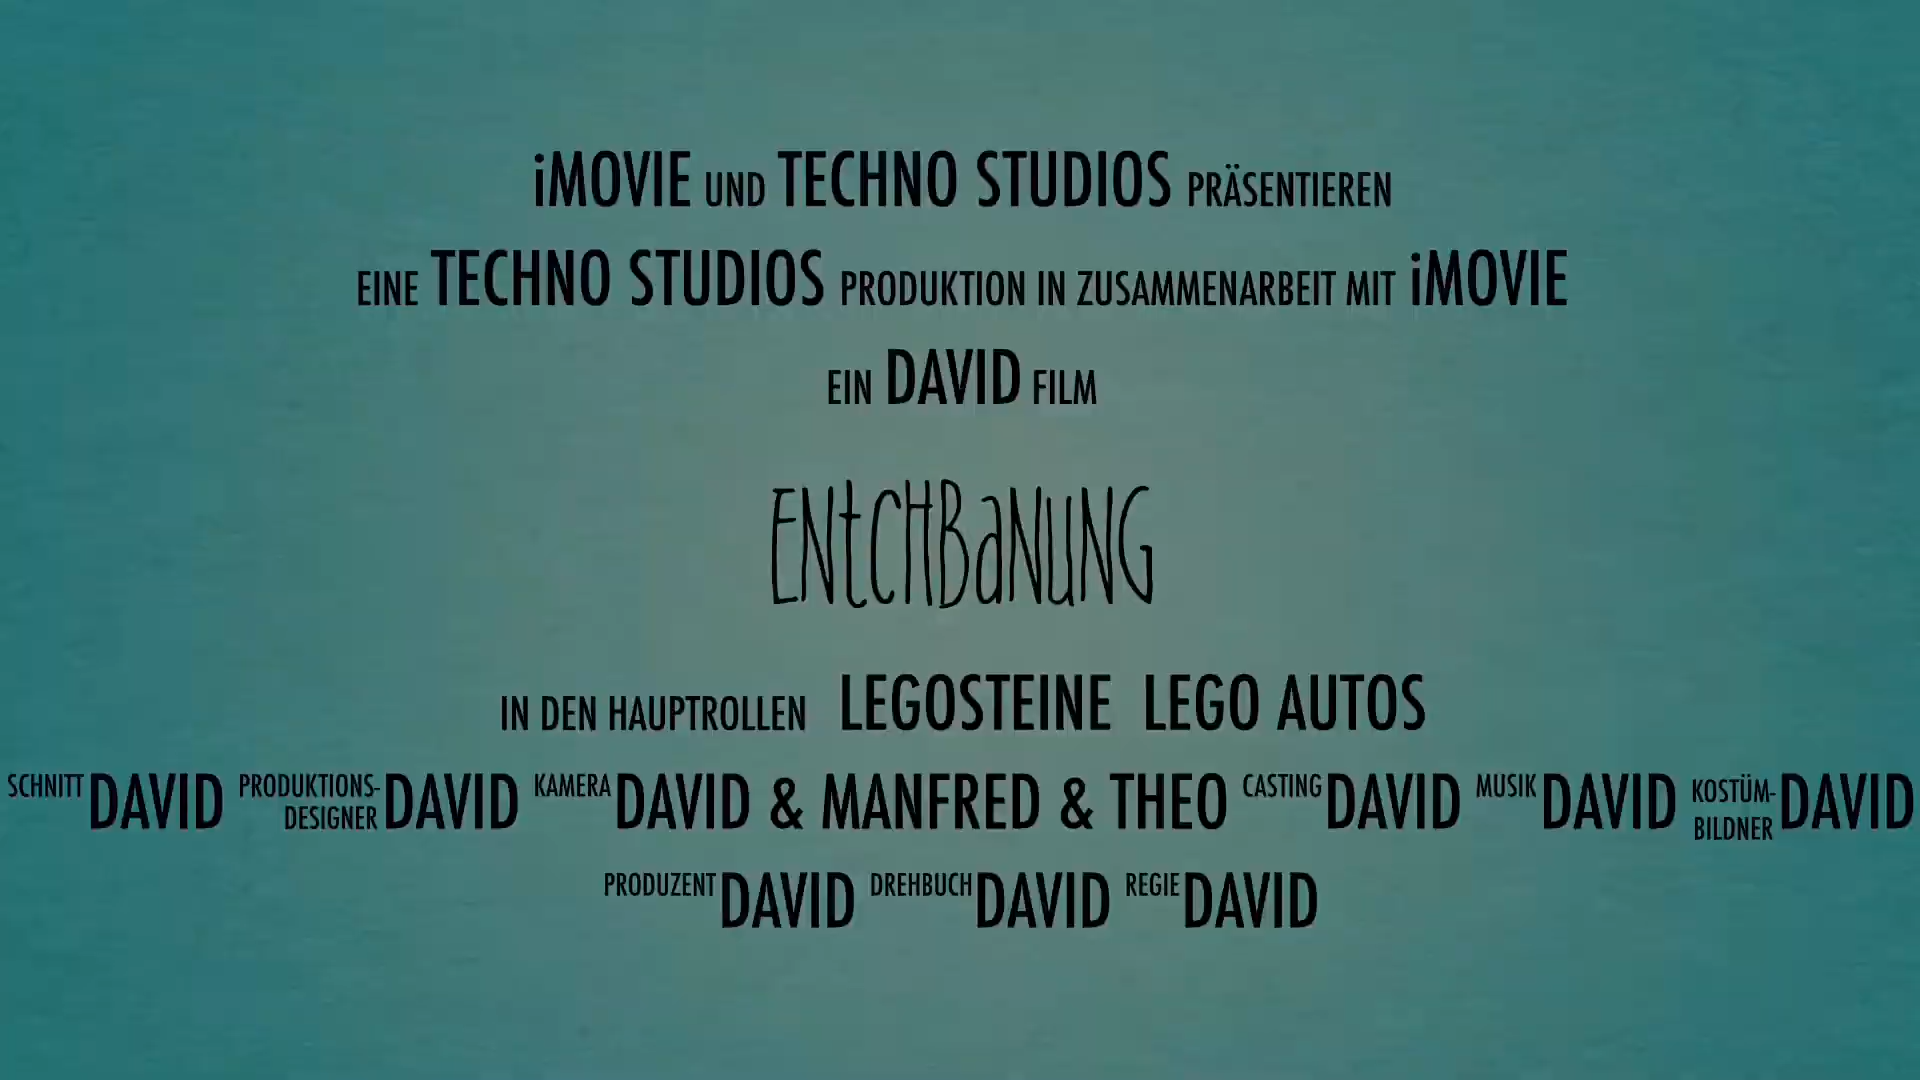 iMOVIE UND TECHNO STUDIOS PRÄSENTIEREN
EINE TECHNO STUDIOS PRODUKTION IN ZUSAMMENARBEIT MIT iMOVIE
EIN DAVID FILM
ENtCHBaNUNG
IN DEN HAUPTROLLEN LEGOSTEINE LEGO AUTOS
SCHNITT DAVID PRODUKTIONS-DESIGNER DAVID KAMERA DAVID & MANFRED & THEO CASTING DAVID MUSIK DAVID KOSTÜM-BILDNER DAVID
PRODUZENT DAVID DREHBUCH DAVID REGIE DAVID